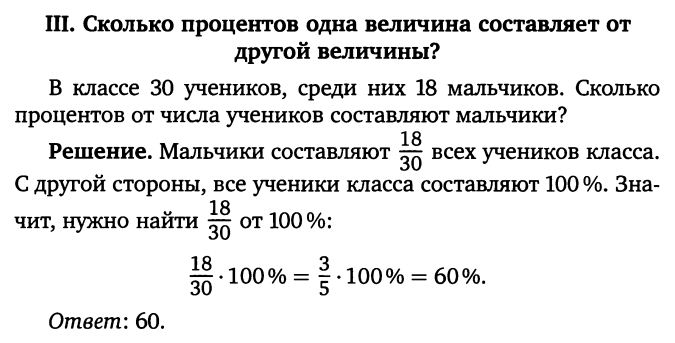 III. Сколько процентов одна величина составляет от
другой величины?
В классе 30 учеников, среди них 18 мальчиков. Сколько
процентов от числа учеников составляют мальчики?
Решение. Мальчики составляют 18/30 всех учеников класса.
С другой стороны, все ученики класса составляют 100 %. Зна-
чит, нужно найти 18/30 от 100 %:
18/30 · 100 % = 3/5 · 100 % = 60 %.
Ответ: 60.